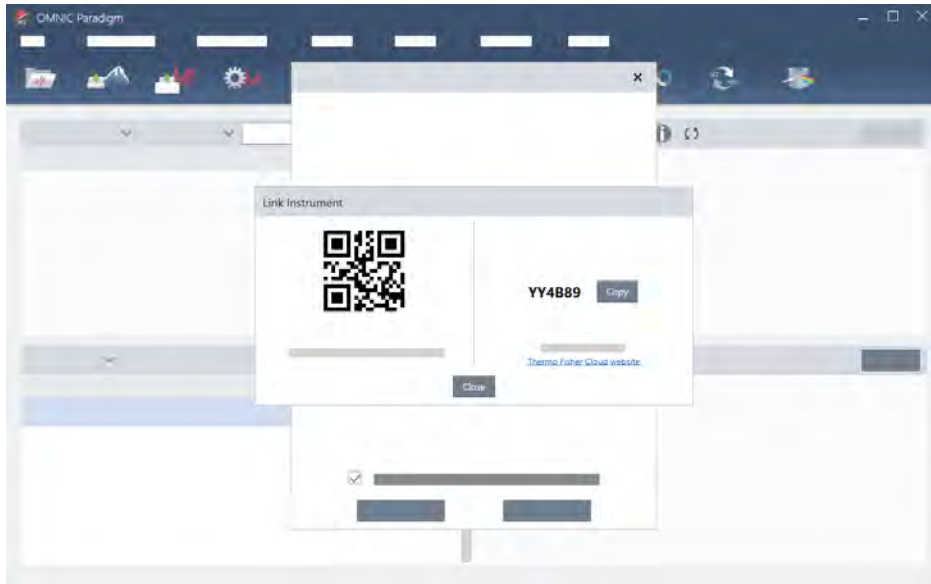 OMNIC Paradigm
Link Instrument
YY4B89
Copy
Thermo Fisher Cloud website
Close